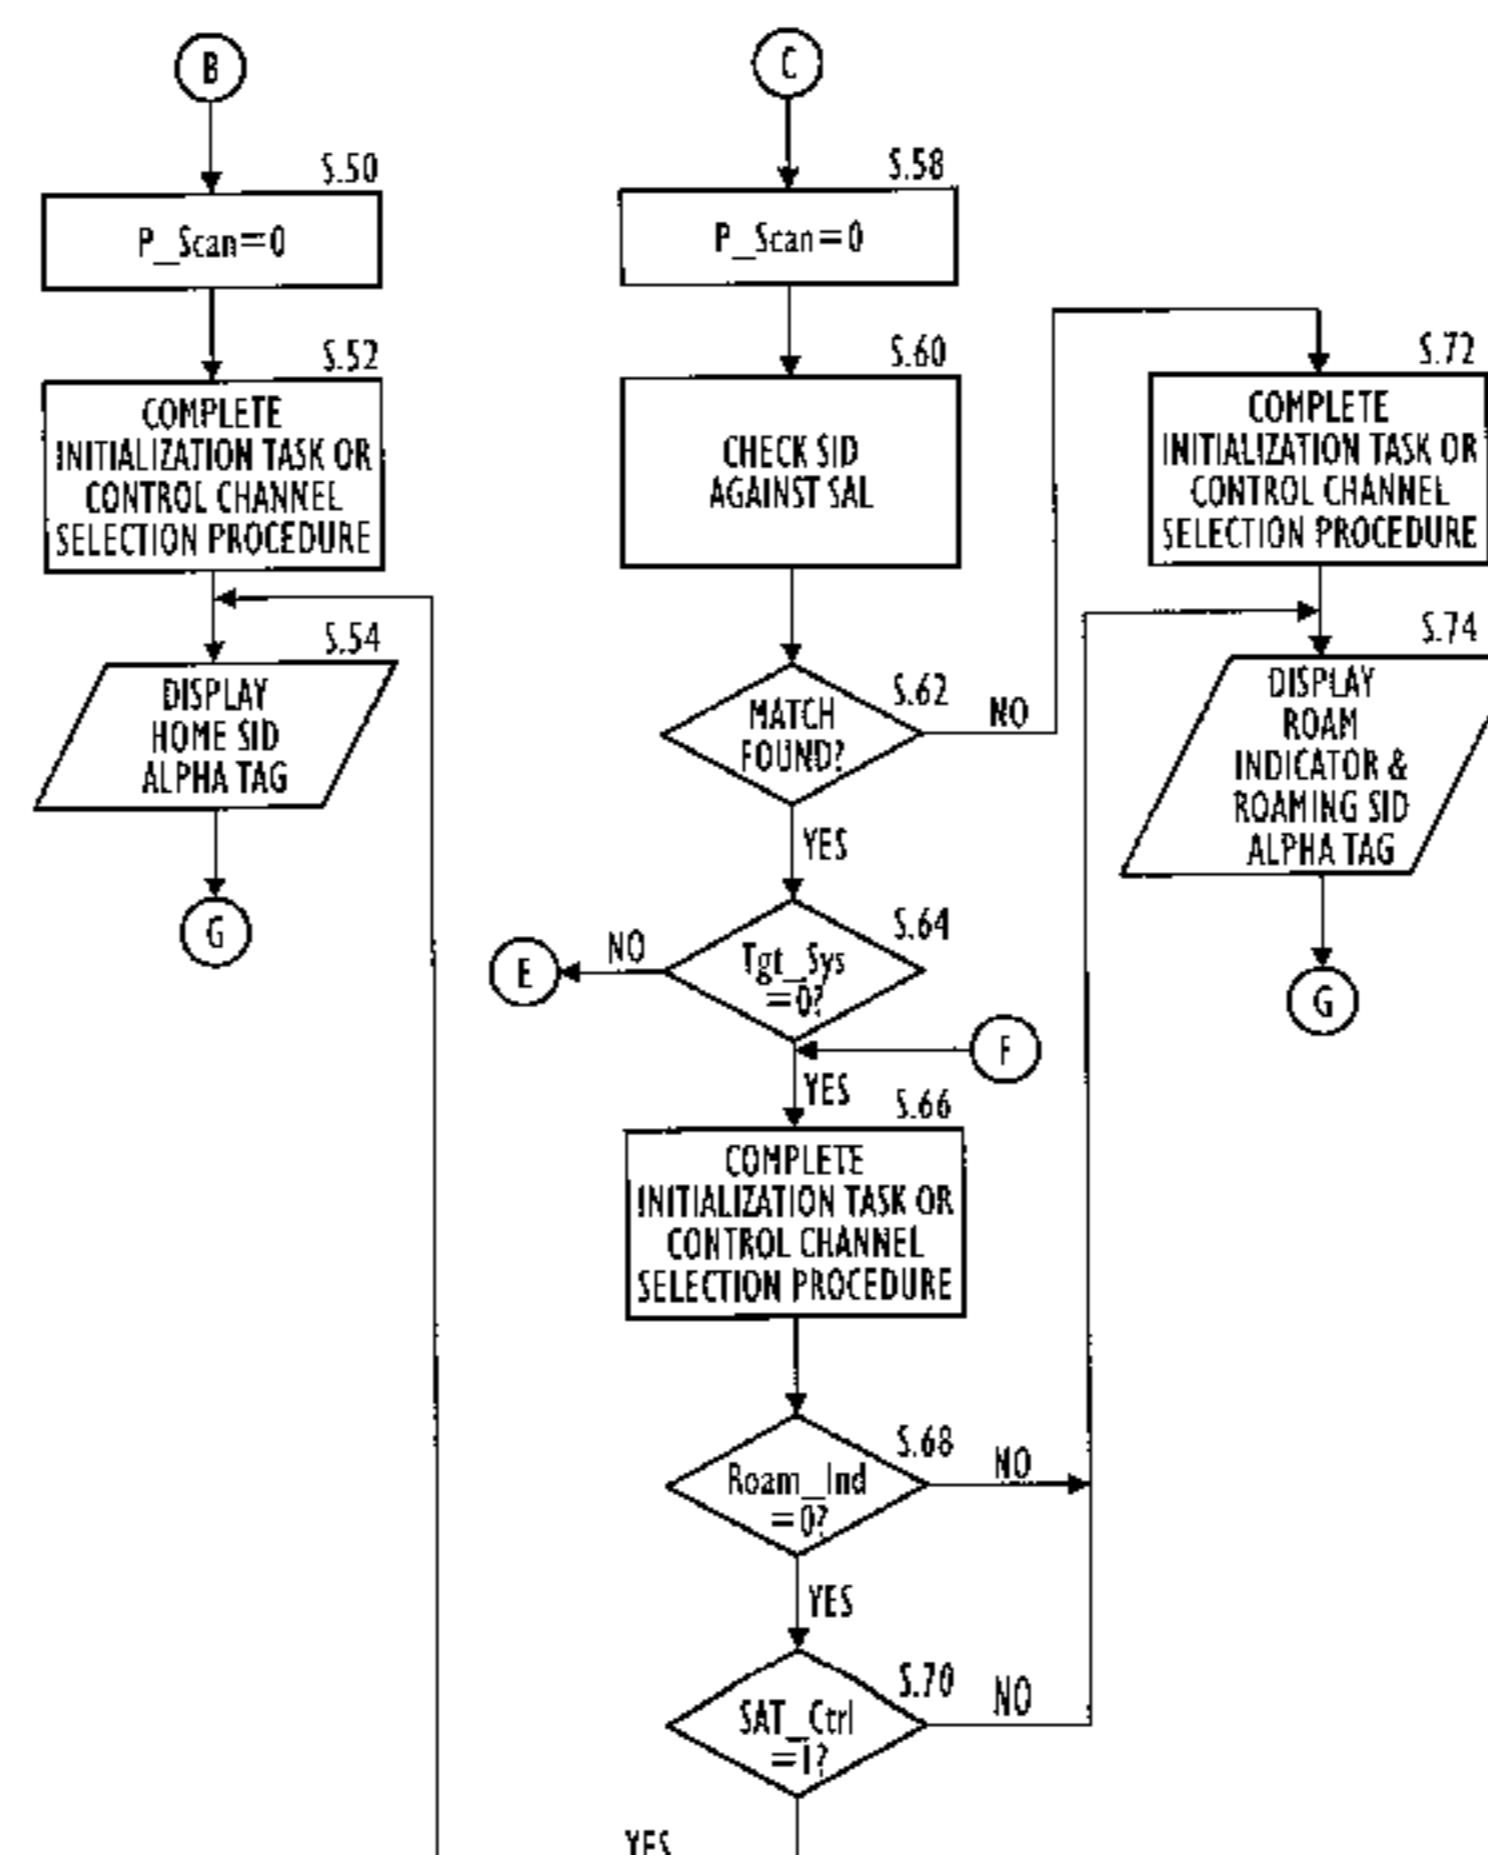 B
S.50
P_Scan=0
S.52
COMPLETE
INITIALIZATION TASK OR
CONTROL CHANNEL
SELECTION PROCEDURE
S.54
DISPLAY
HOME SID
ALPHA TAG
G
C
S.58
P_Scan=0
S.60
CHECK SID
AGAINST SAL
S.62
MATCH
FOUND?
NO
YES
S.64
Tgt_Sys
=0?
NO
E
F
YES
S.66
COMPLETE
INITIALIZATION TASK OR
CONTROL CHANNEL
SELECTION PROCEDURE
S.68
Roam_Ind
=0?
NO
YES
S.70
SAT_Ctrl
=1?
NO
YES
S.72
COMPLETE
INITIALIZATION TASK OR
CONTROL CHANNEL
SELECTION PROCEDURE
S.74
DISPLAY
ROAM
INDICATOR &
ROAMING SID
ALPHA TAG
G